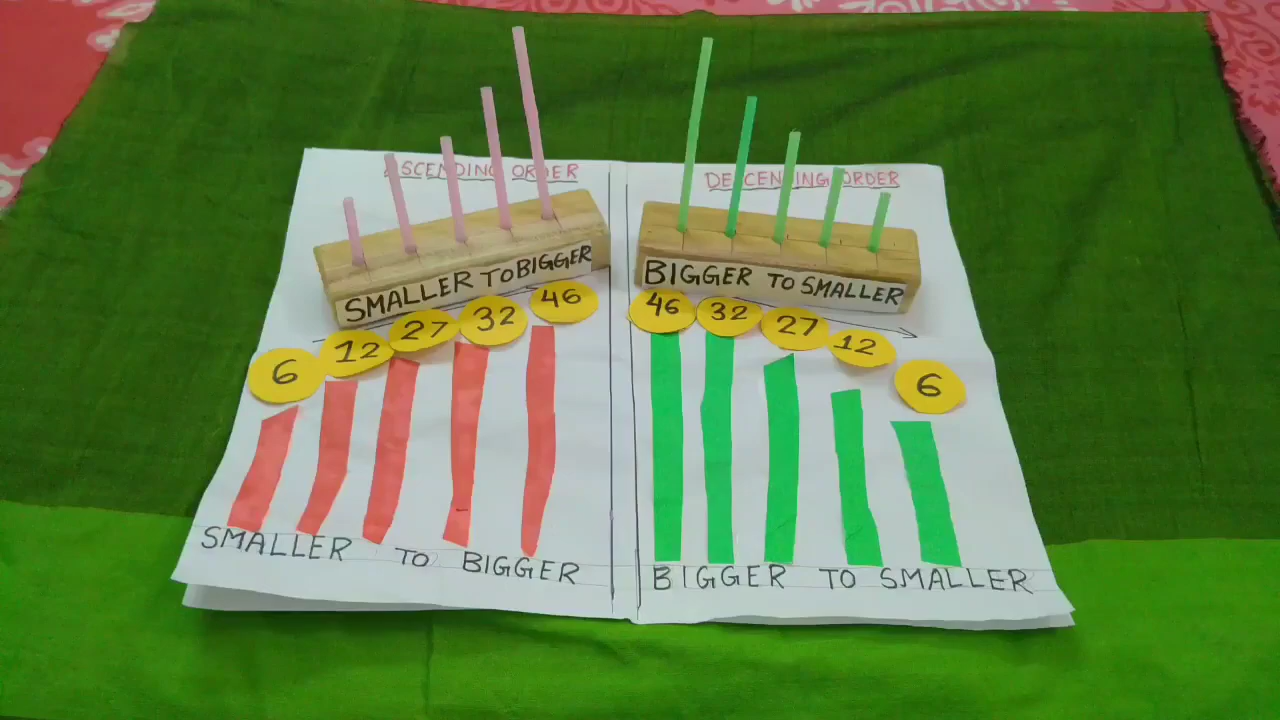 ASCENDING ORDER
SMALLER TO BIGGER
6 12 27 32 46
SMALLER TO BIGGER
DESCENDING ORDER
BIGGER TO SMALLER
46 32 27 12 6
BIGGER TO SMALLER